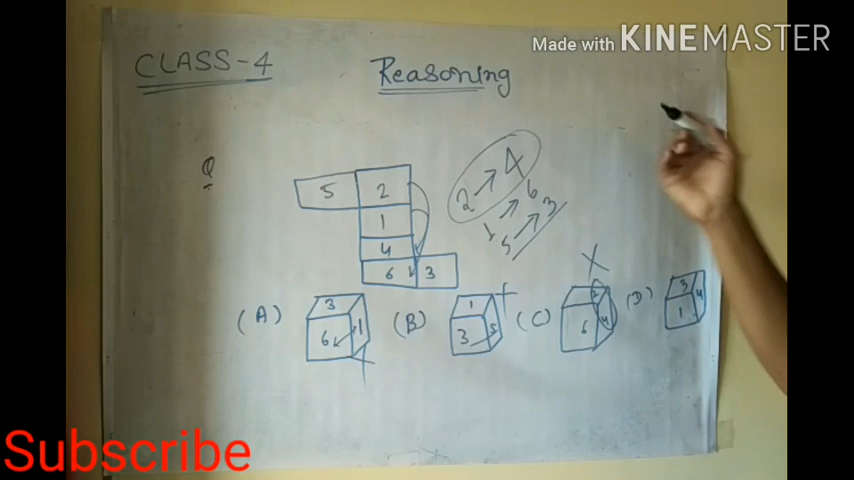 Made with KINEMASTER
CLASS-4
Reasoning
Q
5 2
1
4
6 3
2 → 4
1 → 6
5 → 3
(A) 3 6 1
(B) 1 3 5
(C) 2 6 4
(D) 3 1 4
Subscribe